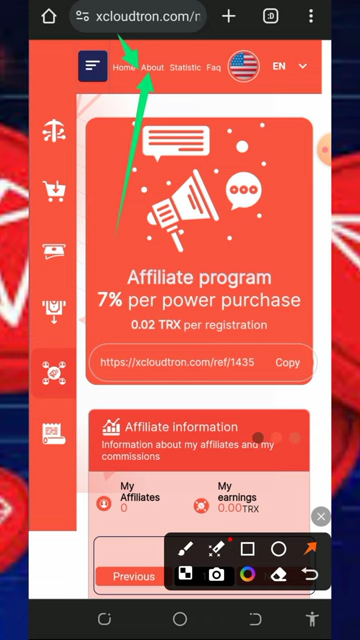 xcloudtron.com/r
:D
Home About Statistic Faq EN
Affiliate program
7% per power purchase
0.02 TRX per registration
https://xcloudtron.com/ref/1435 Copy
Affiliate information
Information about my affiliates and my
commissions
My
Affiliates
0
My
earnings
0.00TRX
Previous